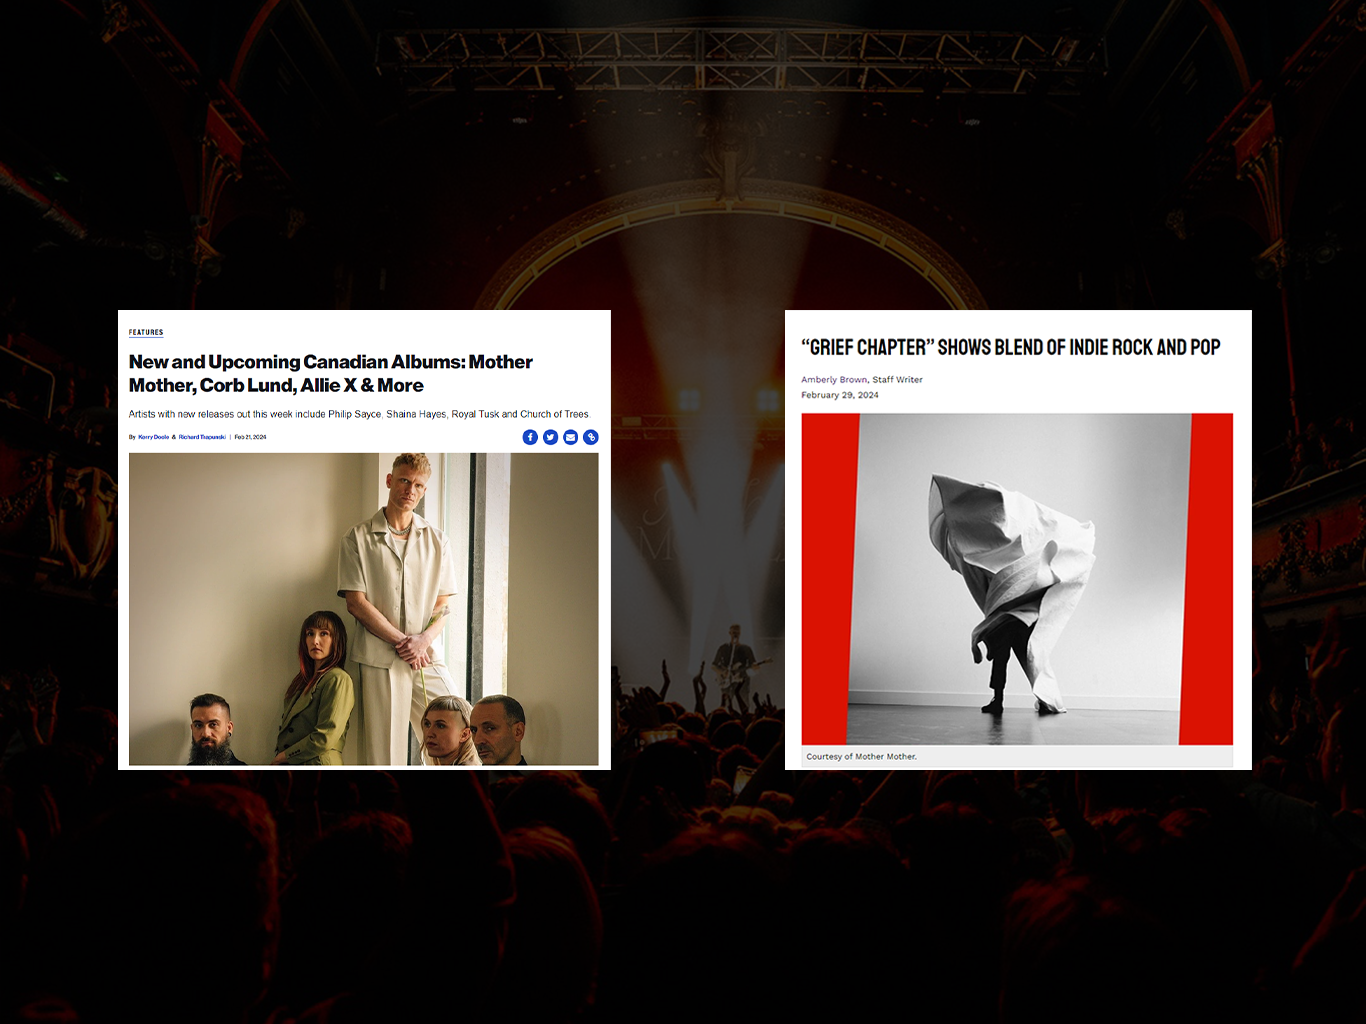 FEATURES
New and Upcoming Canadian Albums: Mother
Mother, Corb Lund, Allie X & More
Artists with new releases out this week include Philip Sayce, Shaina Hayes, Royal Tusk and Church of Trees.
By Kerry Doole & Richard Trapunski | Feb 21, 2024
“GRIEF CHAPTER” SHOWS BLEND OF INDIE ROCK AND POP
Amberly Brown, Staff Writer
February 29, 2024
Courtesy of Mother Mother.